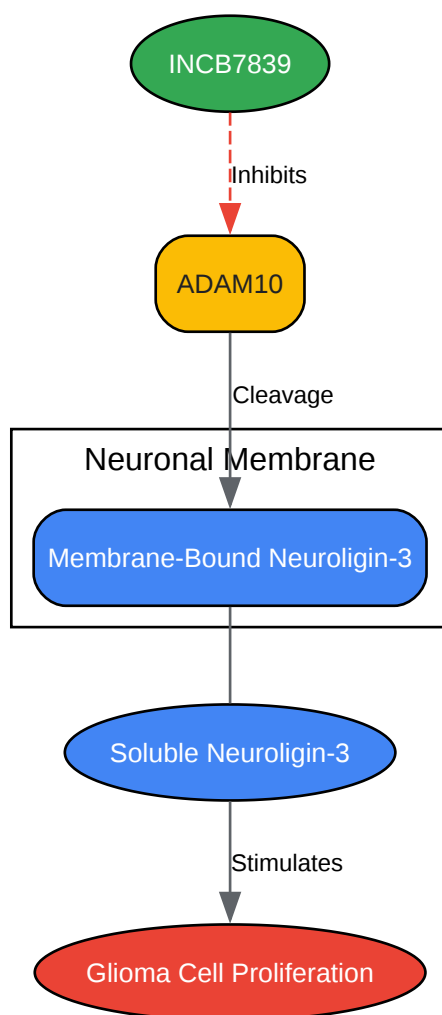 INCB7839
Inhibits
ADAM10
Cleavage
Neuronal Membrane
Membrane-Bound Neuroligin-3
Soluble Neuroligin-3
Stimulates
Glioma Cell Proliferation